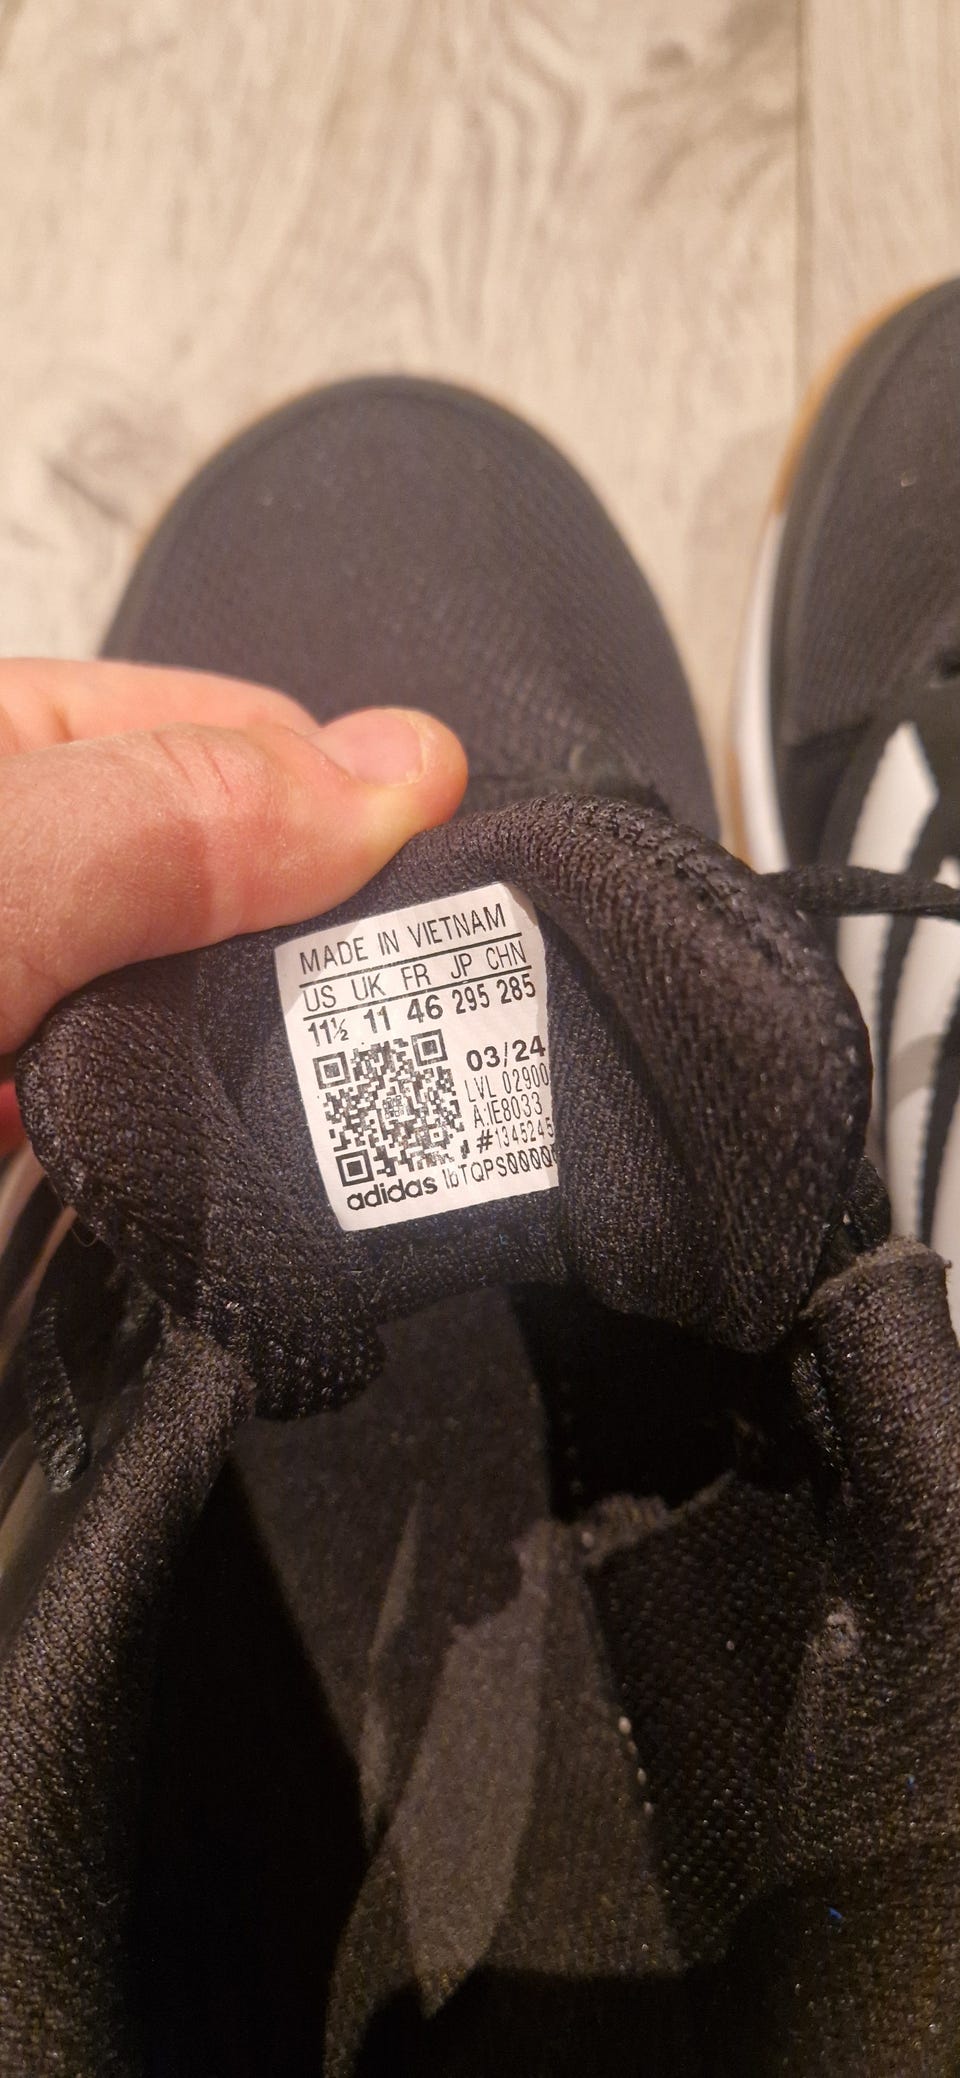 MADE IN VIETNAM
US UK FR JP CHN
11½ 11 46 295 285
03/24
LVL 02900
A:IE8033
#1345245
adidas